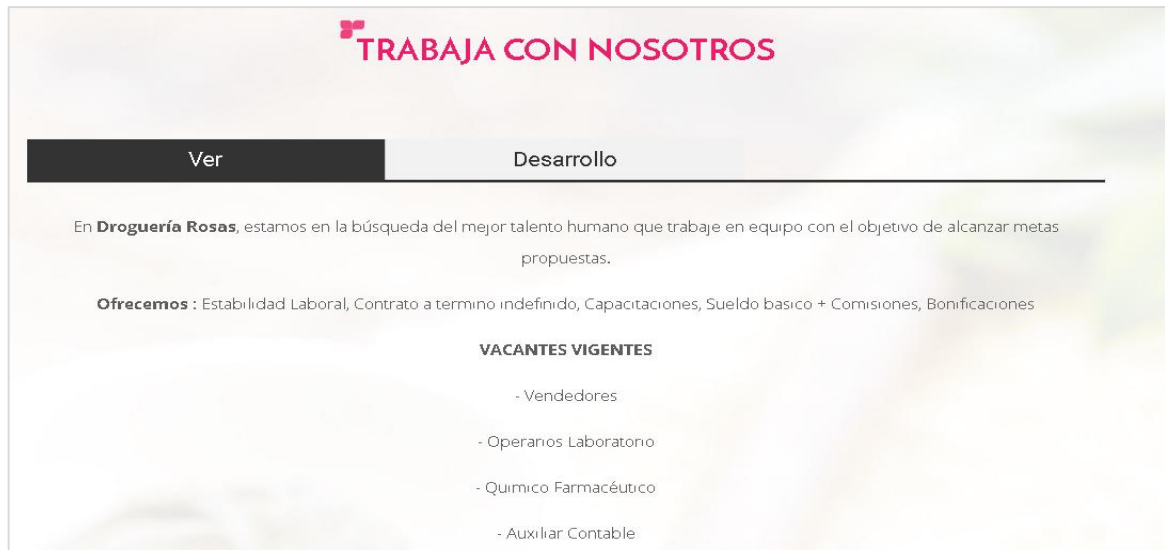 TRABAJA CON NOSOTROS
Ver
Desarrollo
En Droguería Rosas, estamos en la búsqueda del mejor talento humano que trabaje en equipo con el objetivo de alcanzar metas
propuestas.
Ofrecemos : Estabilidad Laboral, Contrato a termino indefinido, Capacitaciones, Sueldo basico + Comisiones, Bonificaciones
VACANTES VIGENTES
- Vendedores
- Operarios Laboratorio
- Quimico Farmacéutico
- Auxiliar Contable